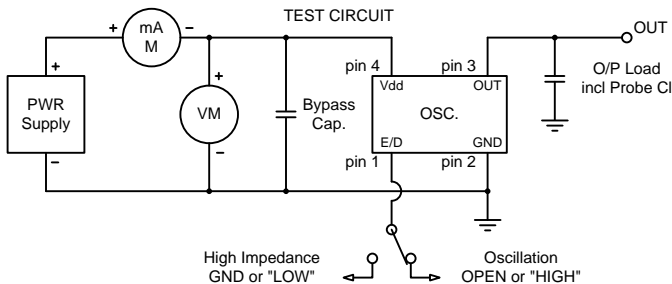 TEST CIRCUIT
mA
M
+
−
OUT
pin 4
pin 3
Vdd
OUT
O/P Load
incl Probe Cl
+
PWR
Supply
−
+
VM
−
Bypass
Cap.
OSC.
E/D
GND
pin 1
pin 2
High Impedance
GND or "LOW"
Oscillation
OPEN or "HIGH"